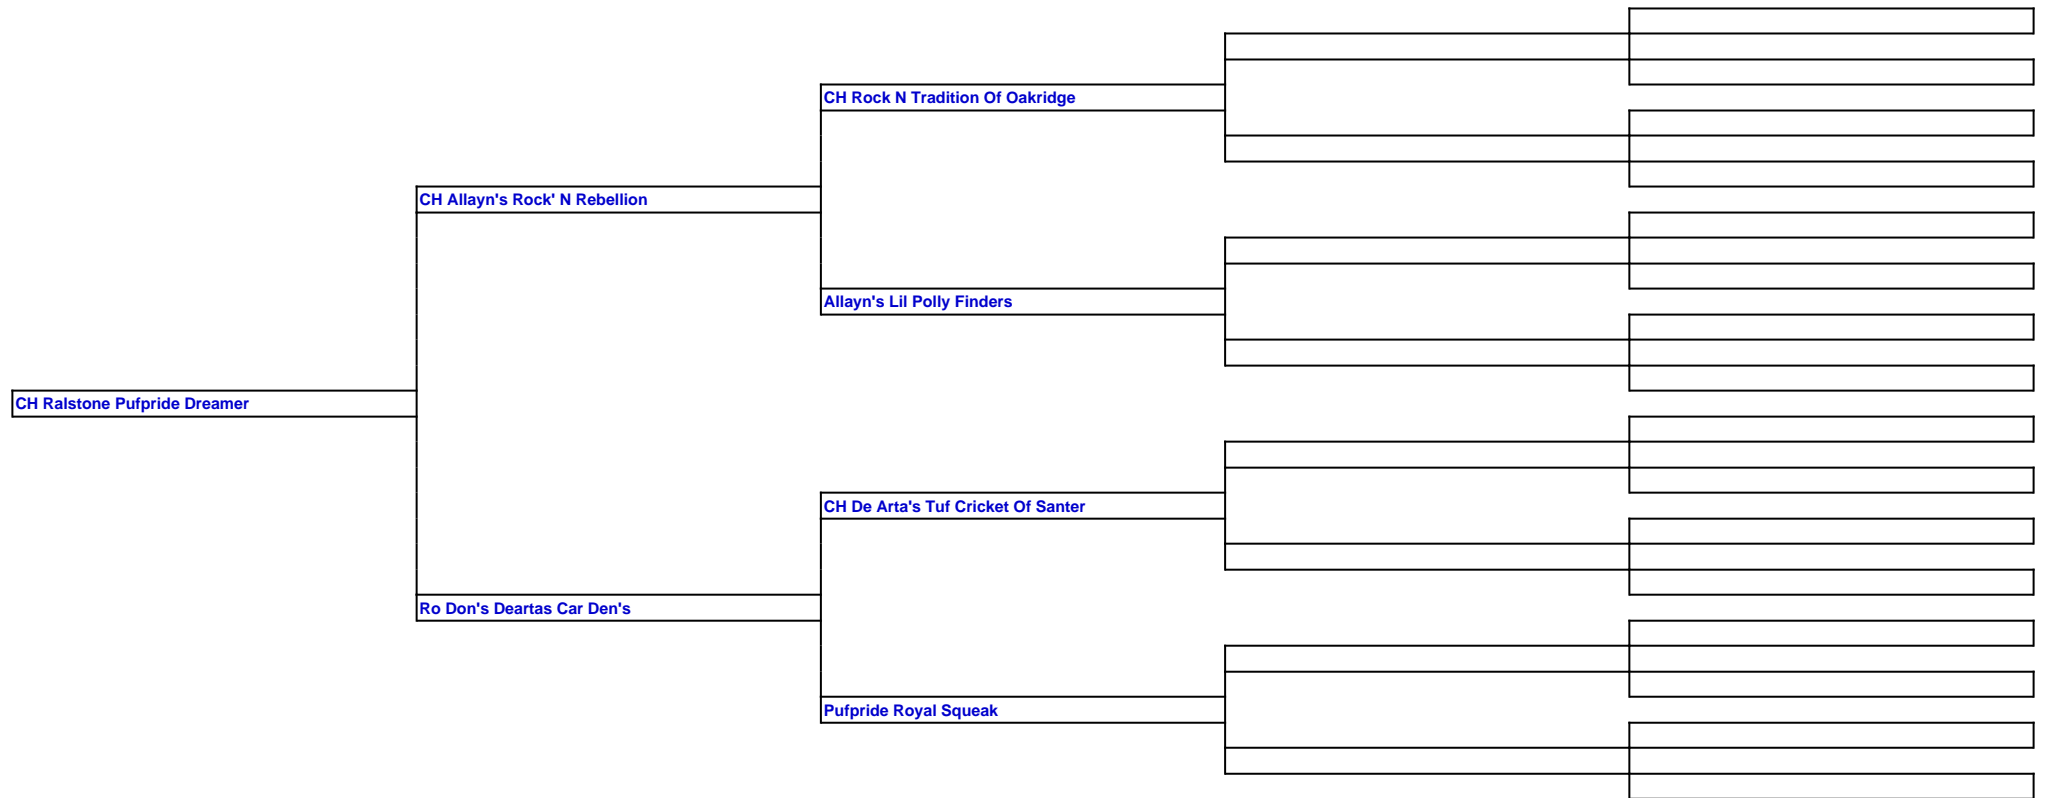 CH Rock N Tradition Of Oakridge
CH Allayn's Rock' N Rebellion
Allayn's Lil Polly Finders
CH Ralstone Pufpride Dreamer
CH De Arta's Tuf Cricket Of Santer
Ro Don's Deartas Car Den's
Pufpride Royal Squeak